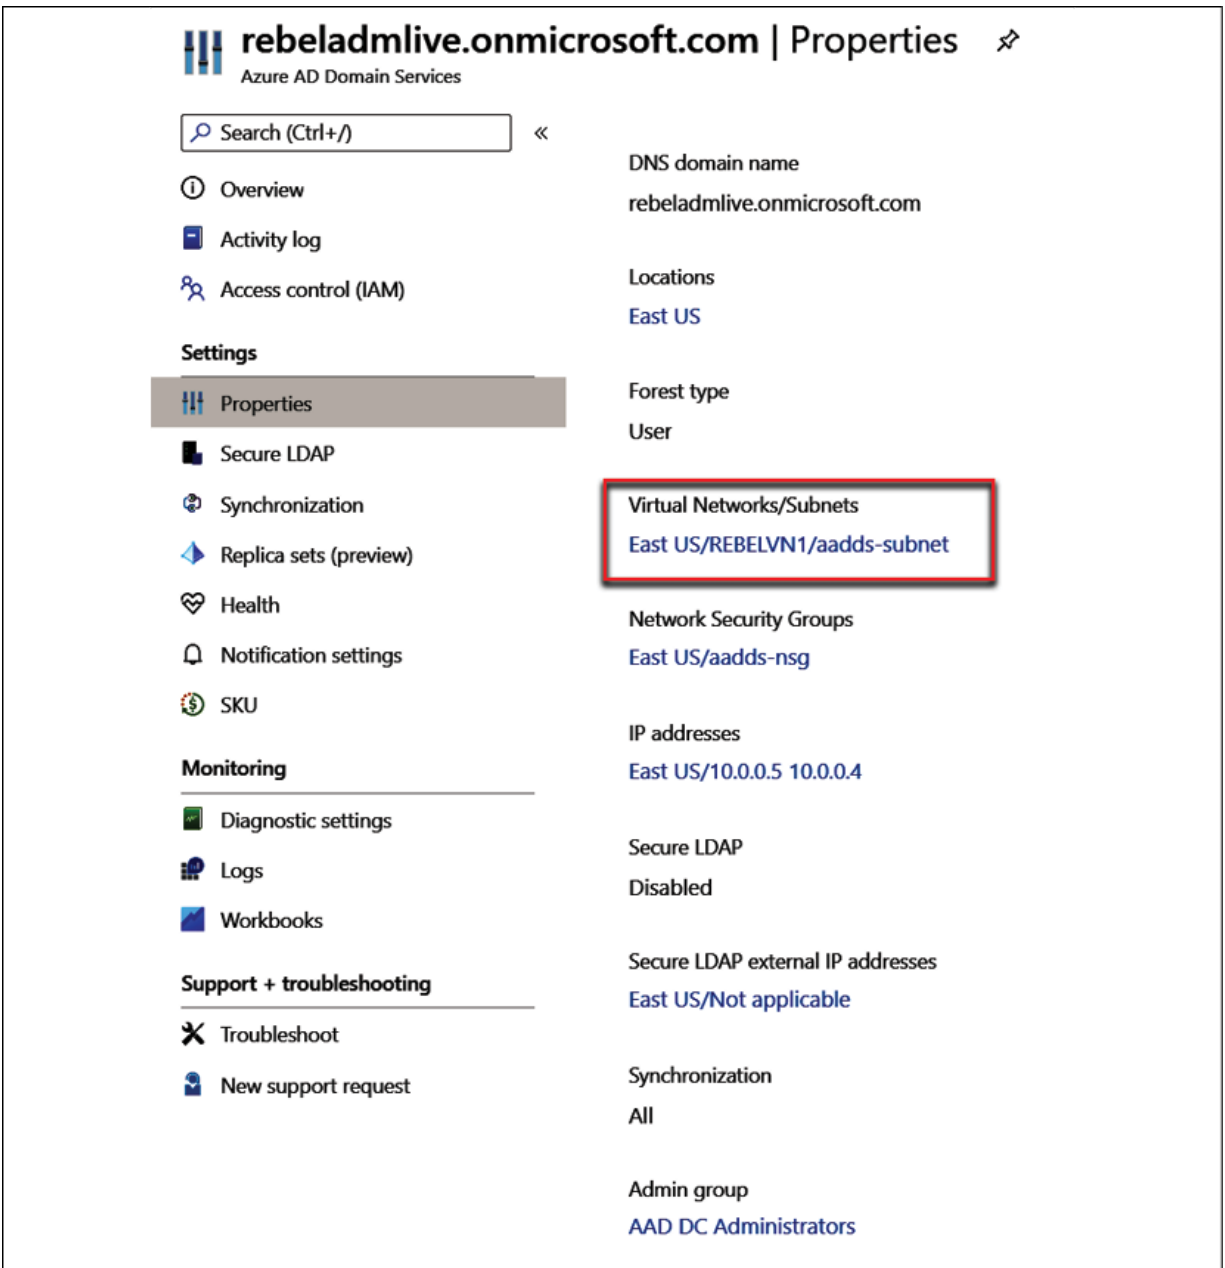 rebeladmlive.onmicrosoft.com | Properties
Azure AD Domain Services
Search (Ctrl+/)
«
Overview
Activity log
Access control (IAM)
Settings
Properties
Secure LDAP
Synchronization
Replica sets (preview)
Health
Notification settings
SKU
Monitoring
Diagnostic settings
Logs
Workbooks
Support + troubleshooting
Troubleshoot
New support request
DNS domain name
rebeladmlive.onmicrosoft.com
Locations
East US
Forest type
User
Virtual Networks/Subnets
East US/REBELVN1/aadds-subnet
Network Security Groups
East US/aadds-nsg
IP addresses
East US/10.0.0.5 10.0.0.4
Secure LDAP
Disabled
Secure LDAP external IP addresses
East US/Not applicable
Synchronization
All
Admin group
AAD DC Administrators